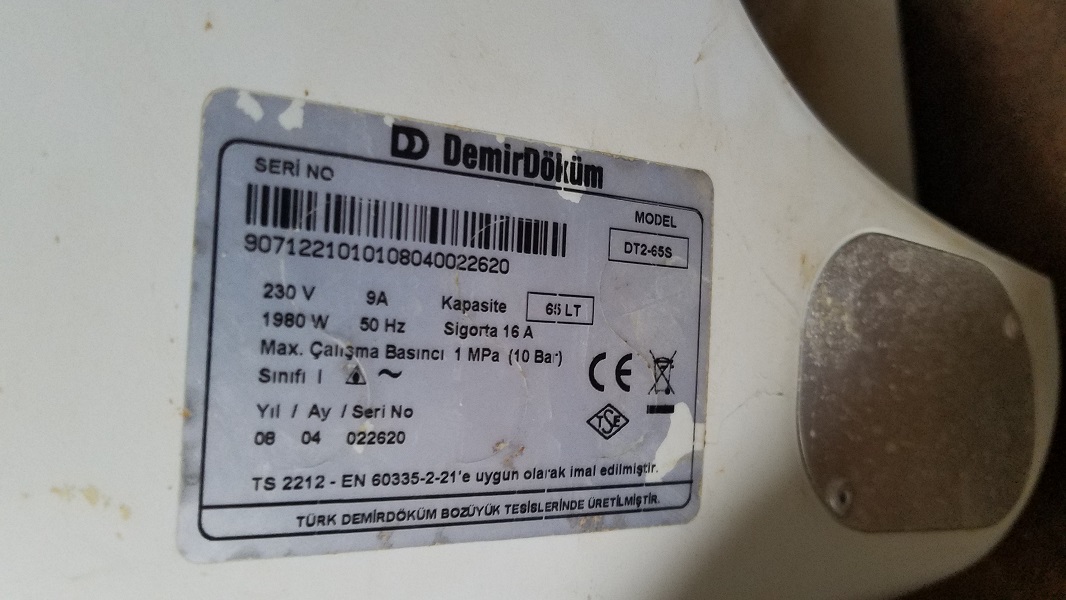 DemirDöküm
SERİ NO
MODEL
DT2-65S
9071221010108040022620
230 V 9A Kapasite 65 LT
1980 W 50 Hz Sigorta 16 A
Max. Çalışma Basıncı 1 MPa (10 Bar)
Sınıfı I ~
CE
TSE
Yıl / Ay / Seri No
08 04 022620
TS 2212 - EN 60335-2-21'e uygun olarak imal edilmiştir.
TÜRK DEMİRDÖKÜM BOZÜYÜK TESİSLERİNDE ÜRETİLMİŞTİR.